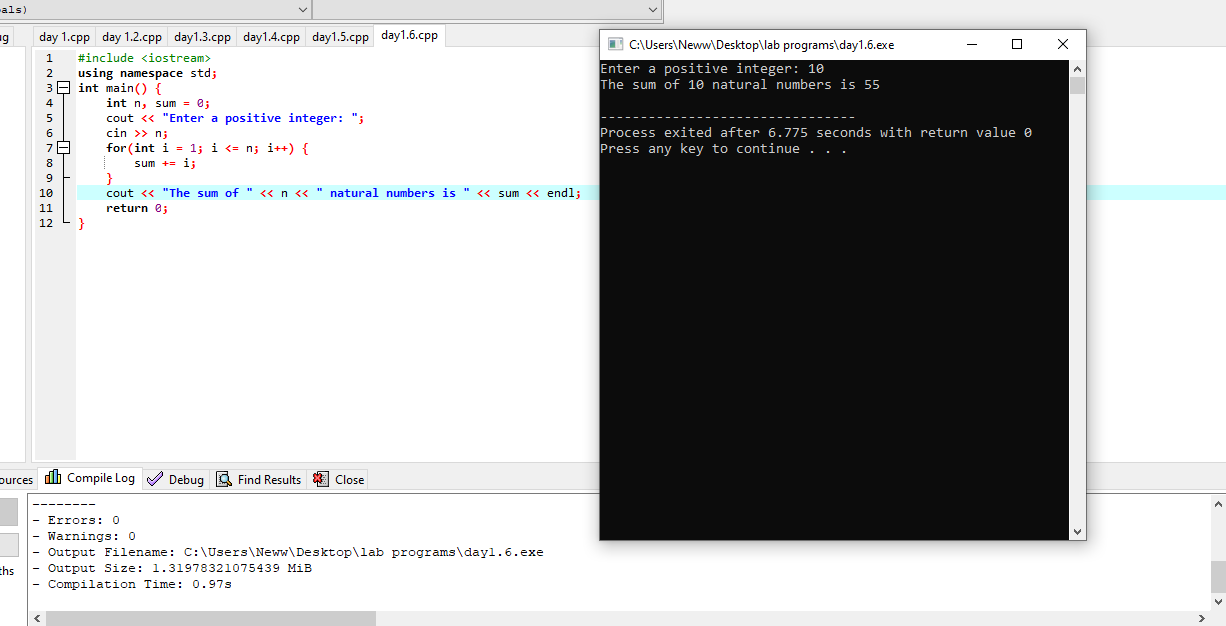 als)
day 1.cpp day 1.2.cpp day1.3.cpp day1.4.cpp day1.5.cpp day1.6.cpp
1 #include <iostream>
2 using namespace std;
3 int main() {
4 int n, sum = 0;
5 cout << "Enter a positive integer: ";
6 cin >> n;
7 for(int i = 1; i <= n; i++) {
8 sum += i;
9 }
10 cout << "The sum of " << n << " natural numbers is " << sum << endl;
11 return 0;
12 }
C:\Users\Neww\Desktop\lab programs\day1.6.exe
Enter a positive integer: 10
The sum of 10 natural numbers is 55
--------------------------------
Process exited after 6.775 seconds with return value 0
Press any key to continue . . .
ources Compile Log Debug Find Results Close
ths
--------
- Errors: 0
- Warnings: 0
- Output Filename: C:\Users\Neww\Desktop\lab programs\day1.6.exe
- Output Size: 1.31978321075439 MiB
- Compilation Time: 0.97s